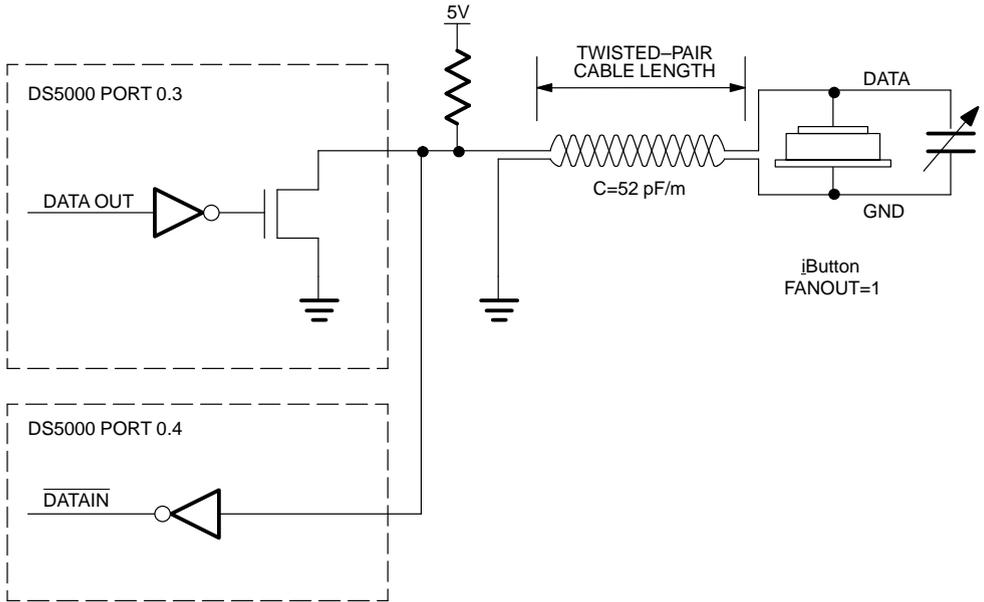 5V
TWISTED–PAIR
CABLE LENGTH
DS5000 PORT 0.3
DATA
DATA OUT
C=52 pF/m
GND
iButton
FANOUT=1
DS5000 PORT 0.4
DATAIN